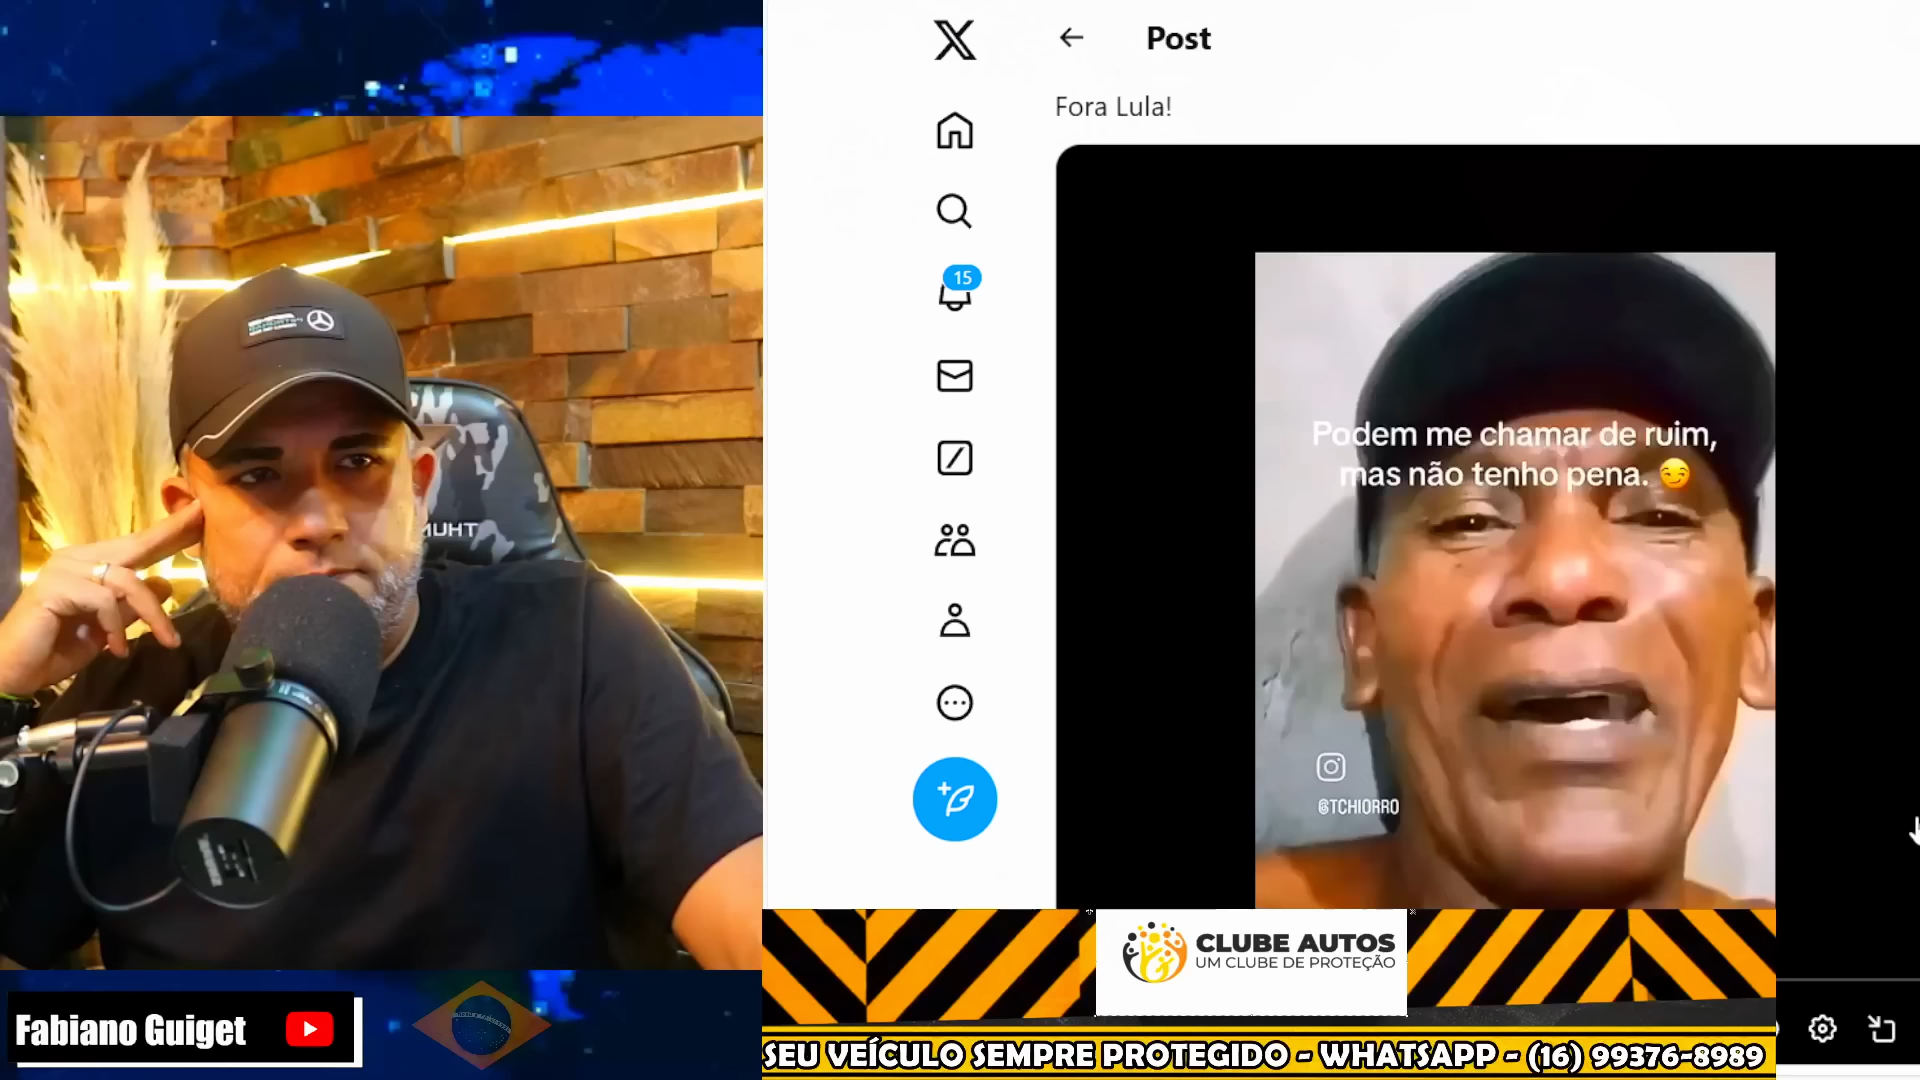 Post
Fora Lula!
15
Podem me chamar de ruim,
mas não tenho pena. 😏
@TCHIORRO
CLUBE AUTOS
UM CLUBE DE PROTEÇÃO
Fabiano Guiget
SEU VEÍCULO SEMPRE PROTEGIDO - WHATSAPP - (16) 99376-8989